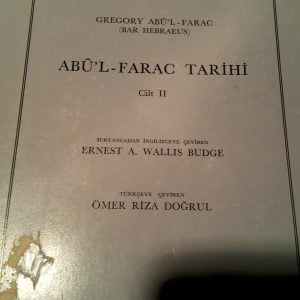 GREGORY ABÛ'L-FARAC
(BAR HEBRAEUS)
ABÛ'L-FARAC TARİHİ
Cilt II
SURYANCADAN İNGİLİZCEYE ÇEVİREN
ERNEST A. WALLIS BUDGE
TÜRKÇEYE ÇEVİREN
ÖMER RIZA DOĞRUL